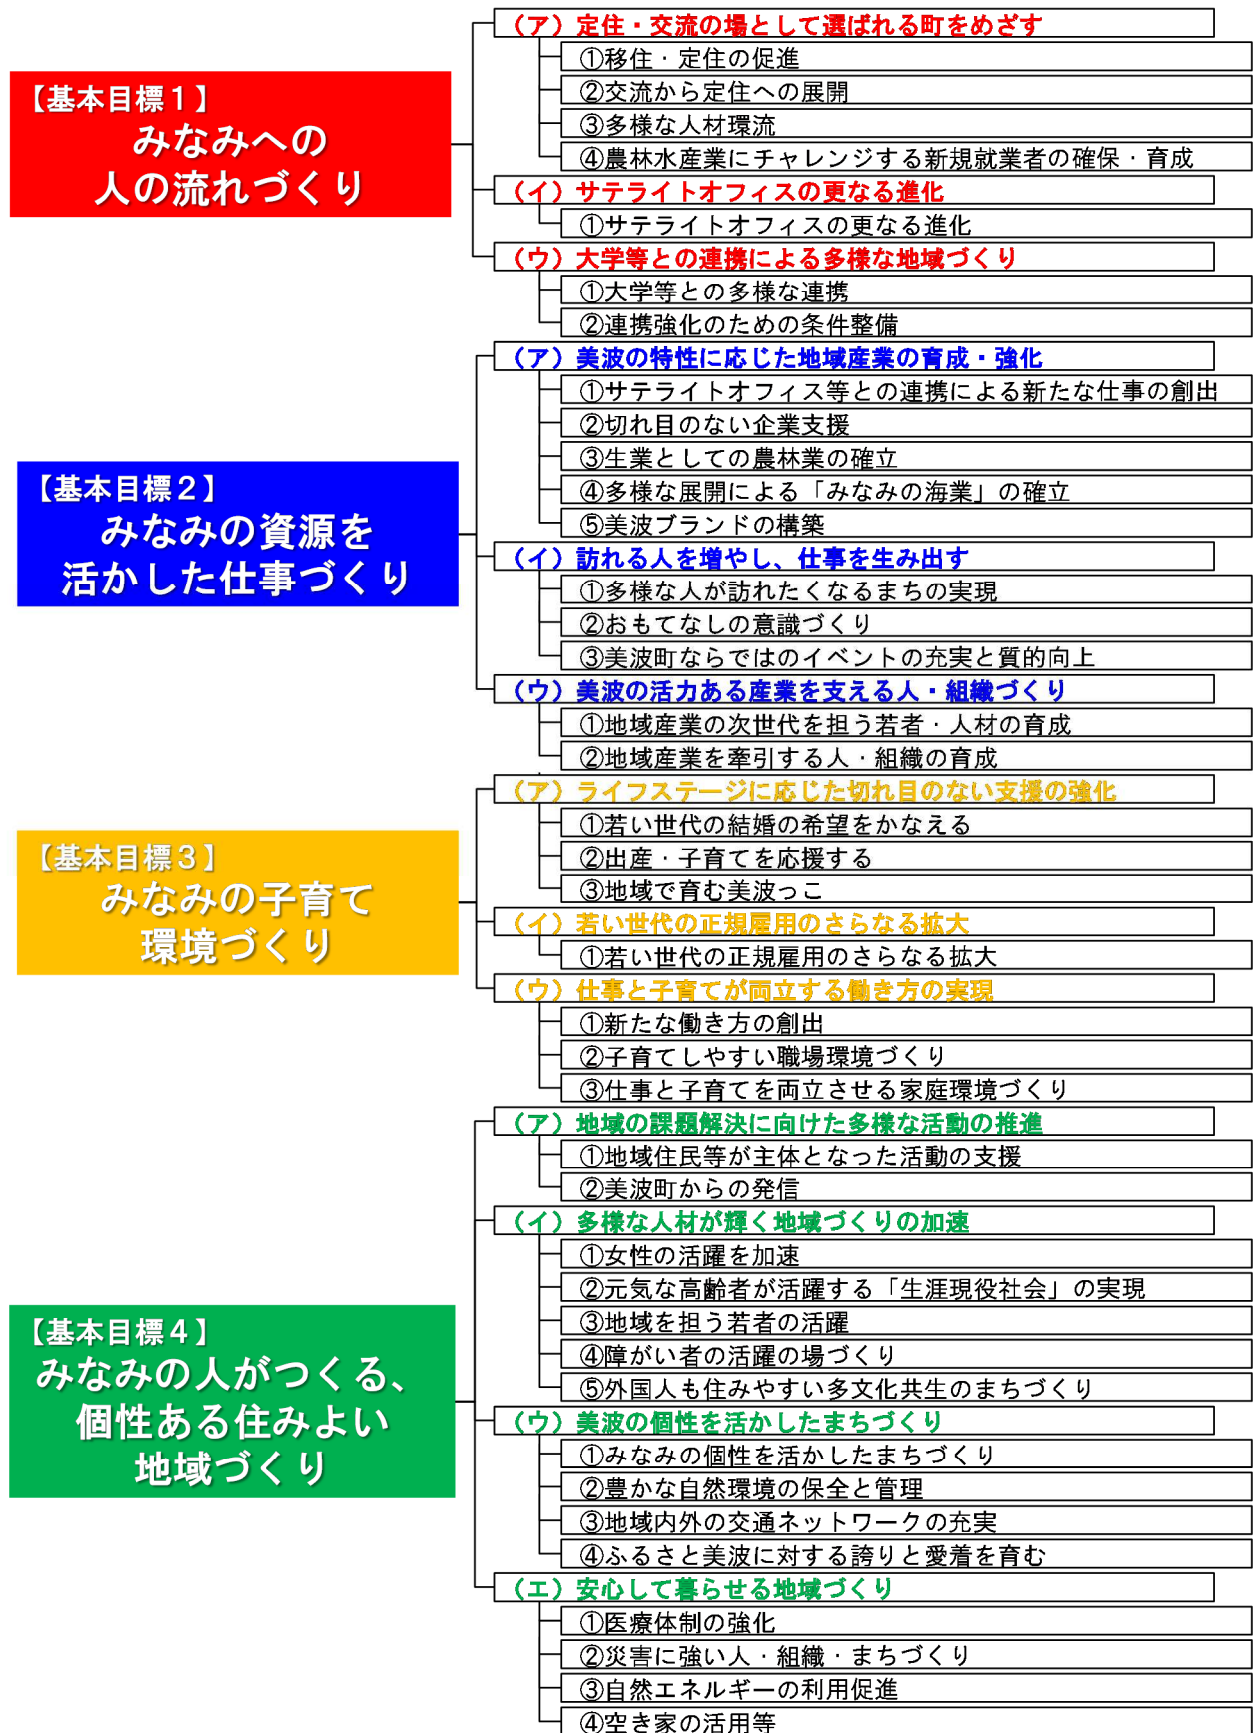 【基本目標１】
みなみへの
人の流れづくり
（ア）定住・交流の場として選ばれる町をめざす
①移住・定住の促進
②交流から定住への展開
③多様な人材環流
④農林水産業にチャレンジする新規就業者の確保・育成
（イ）サテライトオフィスの更なる進化
①サテライトオフィスの更なる進化
（ウ）大学等との連携による多様な地域づくり
①大学等との多様な連携
②連携強化のための条件整備
【基本目標２】
みなみの資源を
活かした仕事づくり
（ア）美波の特性に応じた地域産業の育成・強化
①サテライトオフィス等との連携による新たな仕事の創出
②切れ目のない企業支援
③生業としての農林業の確立
④多様な展開による「みなみの海業」の確立
⑤美波ブランドの構築
（イ）訪れる人を増やし、仕事を生み出す
①多様な人が訪れたくなるまちの実現
②おもてなしの意識づくり
③美波町ならではのイベントの充実と質的向上
（ウ）美波の活力ある産業を支える人・組織づくり
①地域産業の次世代を担う若者・人材の育成
②地域産業を牽引する人・組織の育成
【基本目標３】
みなみの子育て
環境づくり
（ア）ライフステージに応じた切れ目のない支援の強化
①若い世代の結婚の希望をかなえる
②出産・子育てを応援する
③地域で育む美波っこ
（イ）若い世代の正規雇用のさらなる拡大
①若い世代の正規雇用のさらなる拡大
（ウ）仕事と子育てが両立する働き方の実現
①新たな働き方の創出
②子育てしやすい職場環境づくり
③仕事と子育てを両立させる家庭環境づくり
【基本目標４】
みなみの人がつくる、
個性ある住みよい
地域づくり
（ア）地域の課題解決に向けた多様な活動の推進
①地域住民等が主体となった活動の支援
②美波町からの発信
（イ）多様な人材が輝く地域づくりの加速
①女性の活躍を加速
②元気な高齢者が活躍する「生涯現役社会」の実現
③地域を担う若者の活躍
④障がい者の活躍の場づくり
⑤外国人も住みやすい多文化共生のまちづくり
（ウ）美波の個性を活かしたまちづくり
①みなみの個性を活かしたまちづくり
②豊かな自然環境の保全と管理
③地域内外の交通ネットワークの充実
④ふるさと美波に対する誇りと愛着を育む
（エ）安心して暮らせる地域づくり
①医療体制の強化
②災害に強い人・組織・まちづくり
③自然エネルギーの利用促進
④空き家の活用等